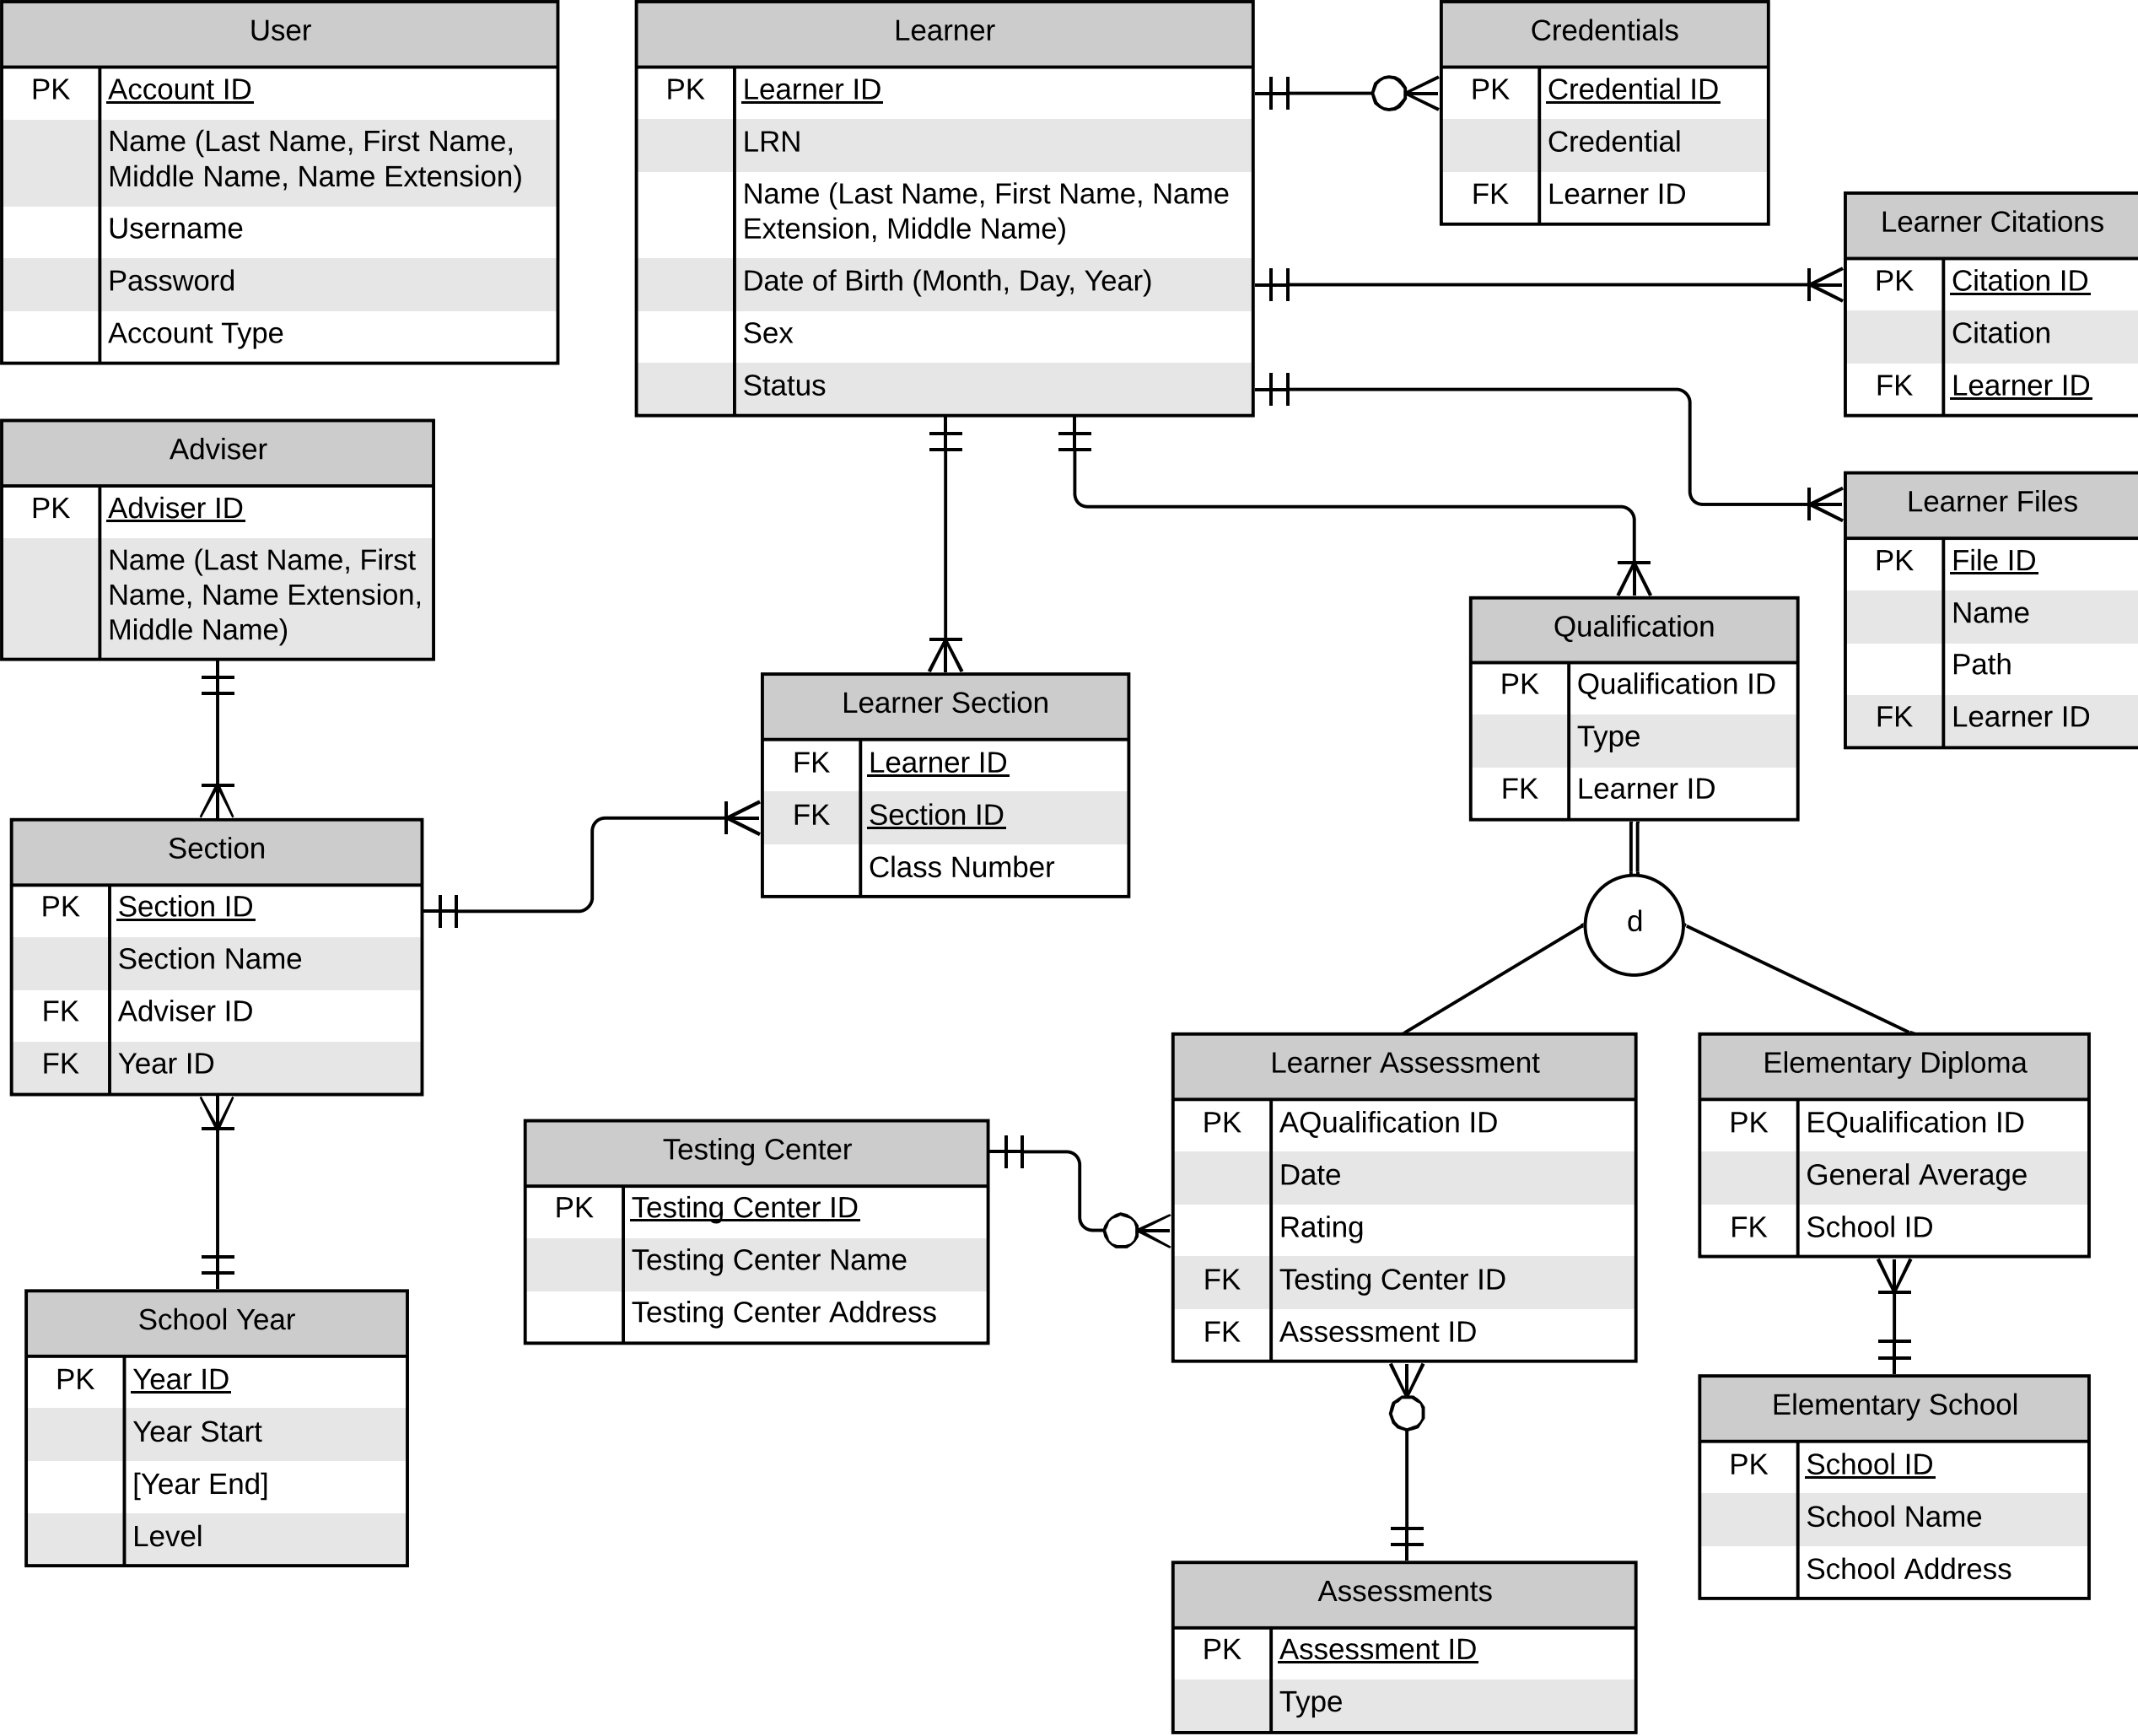 User
PK Account ID
Name (Last Name, First Name,
Middle Name, Name Extension)
Username
Password
Account Type
Learner
PK Learner ID
LRN
Name (Last Name, First Name, Name
Extension, Middle Name)
Date of Birth (Month, Day, Year)
Sex
Status
Credentials
PK Credential ID
Credential
FK Learner ID
Learner Citations
PK Citation ID
Citation
FK Learner ID
Adviser
PK Adviser ID
Name (Last Name, First
Name, Name Extension,
Middle Name)
Learner Files
PK File ID
Name
Path
FK Learner ID
Qualification
PK Qualification ID
Type
FK Learner ID
Learner Section
FK Learner ID
FK Section ID
Class Number
Section
PK Section ID
Section Name
FK Adviser ID
FK Year ID
d
Learner Assessment
PK AQualification ID
Date
Rating
FK Testing Center ID
FK Assessment ID
Elementary Diploma
PK EQualification ID
General Average
FK School ID
Testing Center
PK Testing Center ID
Testing Center Name
Testing Center Address
School Year
PK Year ID
Year Start
[Year End]
Level
Elementary School
PK School ID
School Name
School Address
Assessments
PK Assessment ID
Type